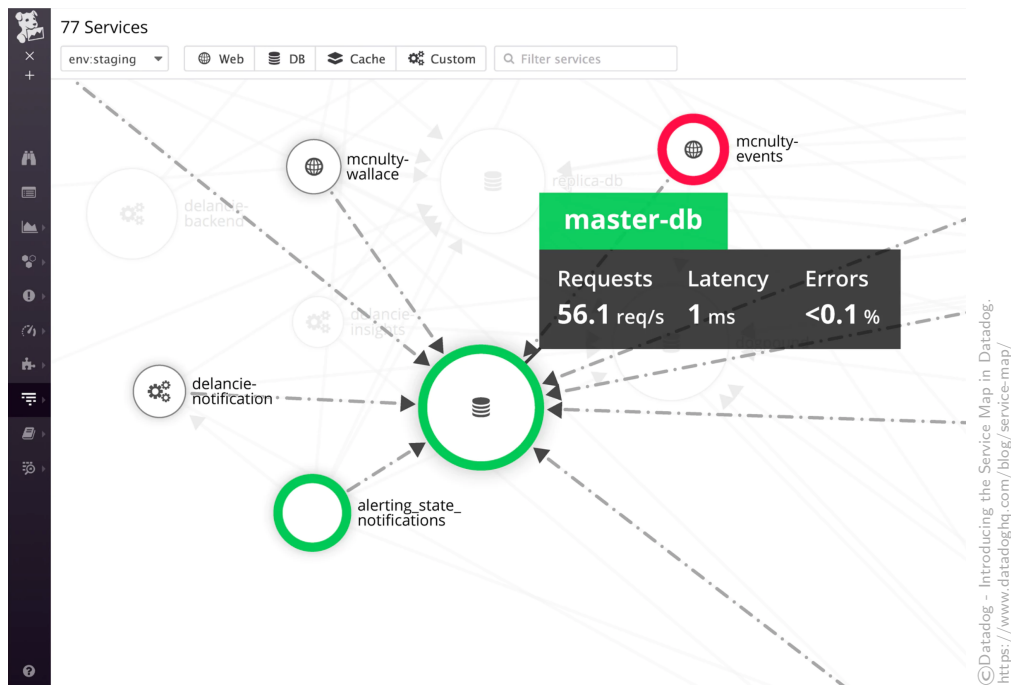 77 Services
env:staging
Web
DB
Cache
Custom
Filter services
mcnulty-
wallace
mcnulty-
events
replica-db
delancie-
backend
master-db
Requests
Latency
Errors
56.1 req/s
1 ms
<0.1 %
delancie-
insights
delancie-
notification
alerting_state_
notifications
©Datadog - Introducing the Service Map in Datadog.
https://www.datadoghq.com/blog/service-map/